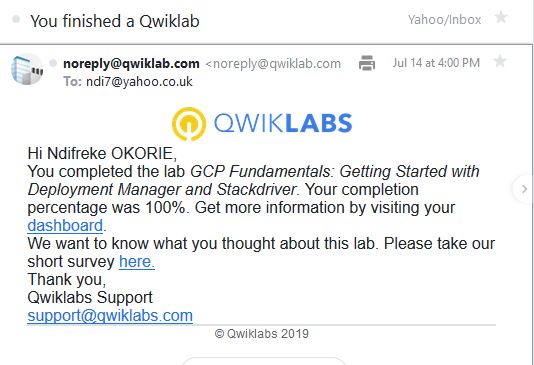 You finished a Qwiklab
Yahoo/Inbox
noreply@qwiklab.com <noreply@qwiklab.com
Jul 14 at 4:00 PM
To: ndi7@yahoo.co.uk
QWIKLABS
Hi Ndifreke OKORIE,
You completed the lab GCP Fundamentals: Getting Started with
Deployment Manager and Stackdriver. Your completion
percentage was 100%. Get more information by visiting your
dashboard.
We want to know what you thought about this lab. Please take our
short survey here.
Thank you,
Qwiklabs Support
support@qwiklabs.com
© Qwiklabs 2019